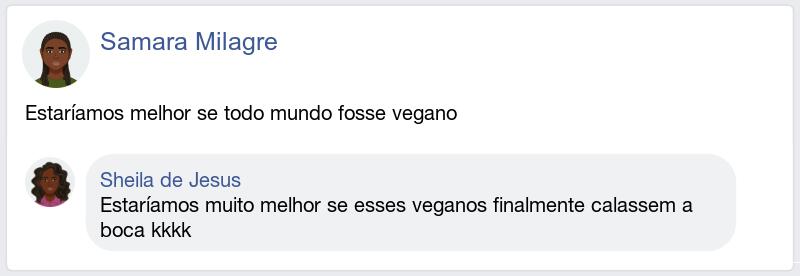 Samara Milagre
Estaríamos melhor se todo mundo fosse vegano
Sheila de Jesus
Estaríamos muito melhor se esses veganos finalmente calassem a
boca kkkk